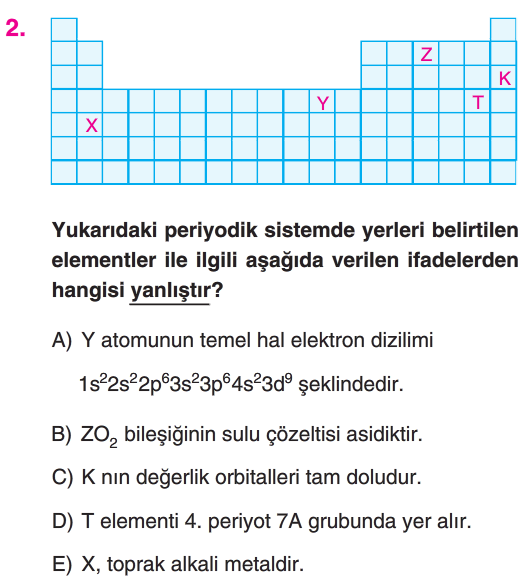 2.
Z
K
Y
T
X
Yukarıdaki periyodik sistemde yerleri belirtilen
elementler ile ilgili aşağıda verilen ifadelerden
hangisi yanlıştır?
A) Y atomunun temel hal elektron dizilimi
1s²2s²2p⁶3s²3p⁶4s²3d⁹ şeklindedir.
B) ZO₂ bileşiğinin sulu çözeltisi asidiktir.
C) K nın değerlik orbitalleri tam doludur.
D) T elementi 4. periyot 7A grubunda yer alır.
E) X, toprak alkali metaldir.